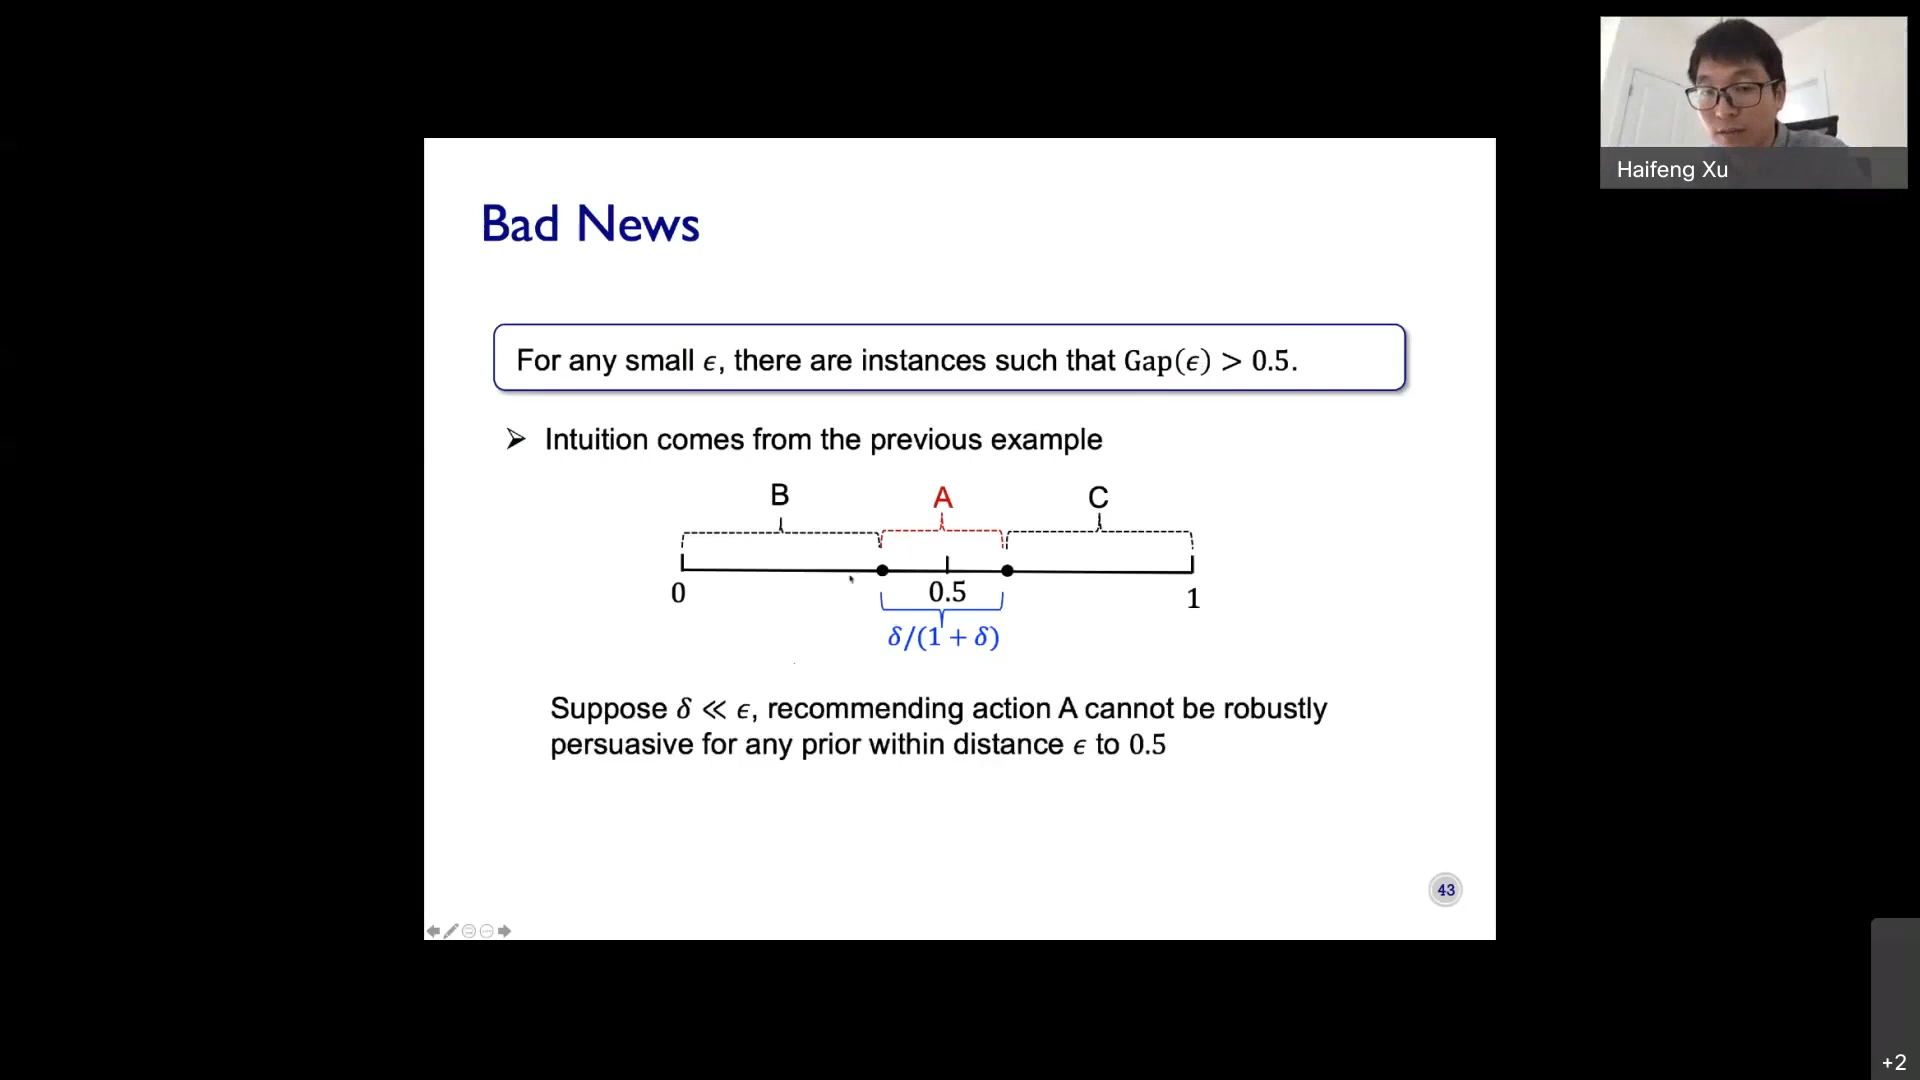 Haifeng Xu
Bad News
For any small ϵ, there are instances such that Gap(ϵ) > 0.5.
➢ Intuition comes from the previous example
B A C
0 0.5 1
δ/(1 + δ)
Suppose δ ≪ ϵ, recommending action A cannot be robustly
persuasive for any prior within distance ϵ to 0.5
43
+2